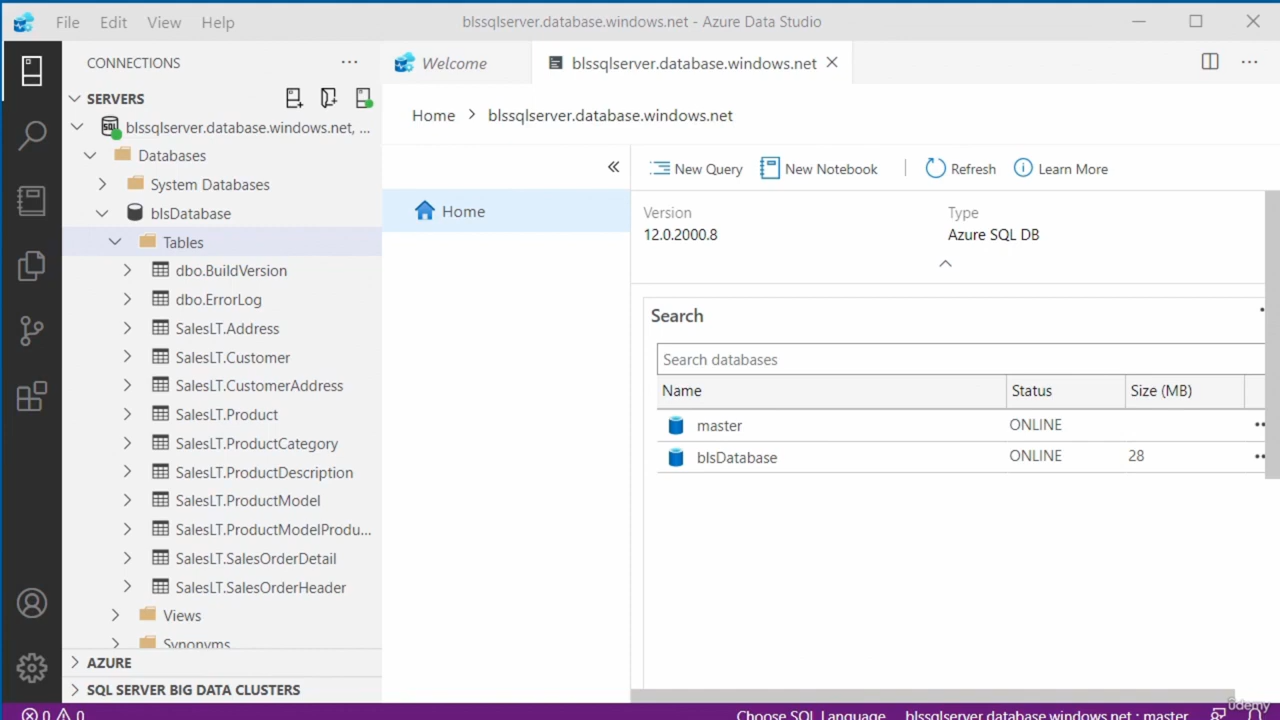 File Edit View Help
blssqlserver.database.windows.net - Azure Data Studio
CONNECTIONS
Welcome
blssqlserver.database.windows.net
SERVERS
Home > blssqlserver.database.windows.net
blssqlserver.database.windows.net, ...
Databases
System Databases
blsDatabase
Tables
dbo.BuildVersion
dbo.ErrorLog
SalesLT.Address
SalesLT.Customer
SalesLT.CustomerAddress
SalesLT.Product
SalesLT.ProductCategory
SalesLT.ProductDescription
SalesLT.ProductModel
SalesLT.ProductModelProdu...
SalesLT.SalesOrderDetail
SalesLT.SalesOrderHeader
Views
Synonyms
AZURE
SQL SERVER BIG DATA CLUSTERS
Home
New Query New Notebook Refresh Learn More
Version Type
12.0.2000.8 Azure SQL DB
Search
Search databases
Name Status Size (MB)
master ONLINE
blsDatabase ONLINE 28
0 0 Choose SQL Language blssqlserver.database.windows.net : master
udemy